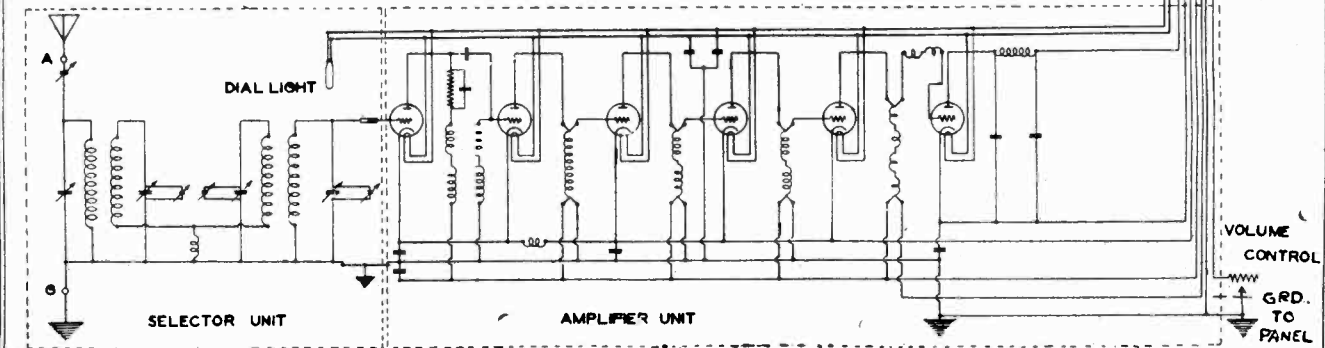 A
DIAL LIGHT
G
SELECTOR UNIT
AMPLIFIER UNIT
VOLUME
CONTROL
GRD.
TO
PANEL